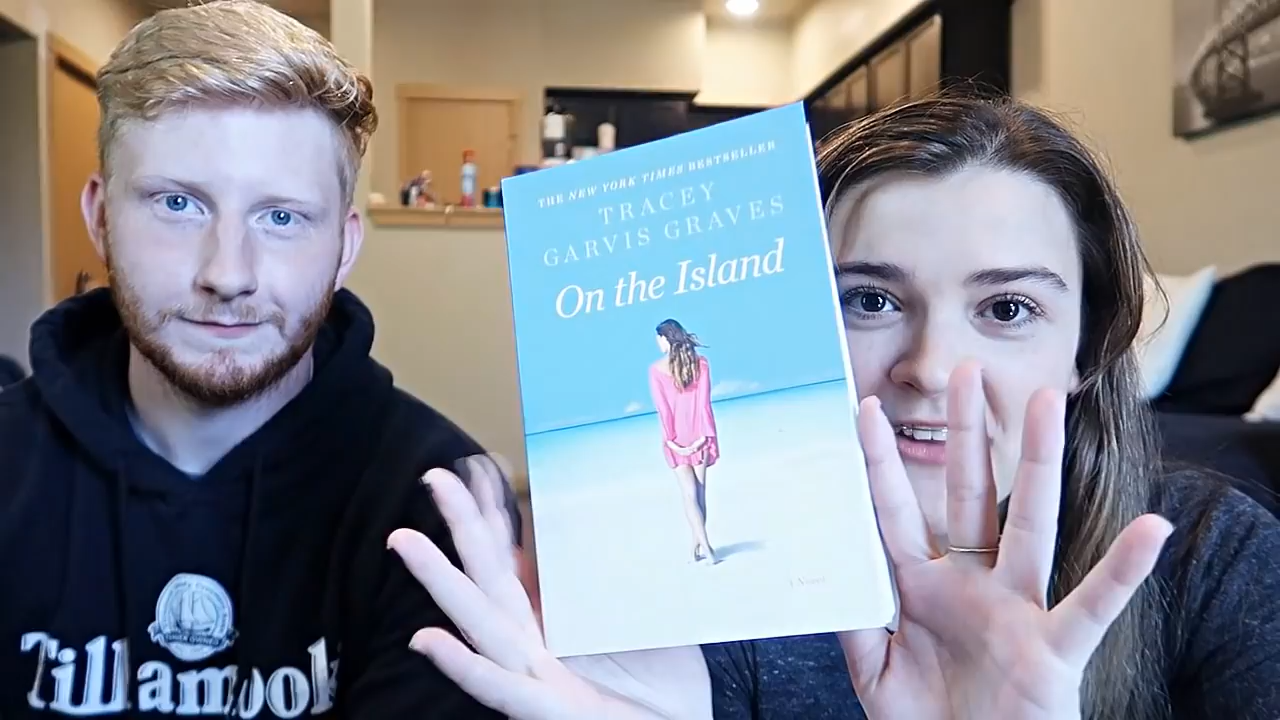 THE NEW YORK TIMES BESTSELLER
TRACEY
GARVIS GRAVES
On the Island
A Novel
Tillamook